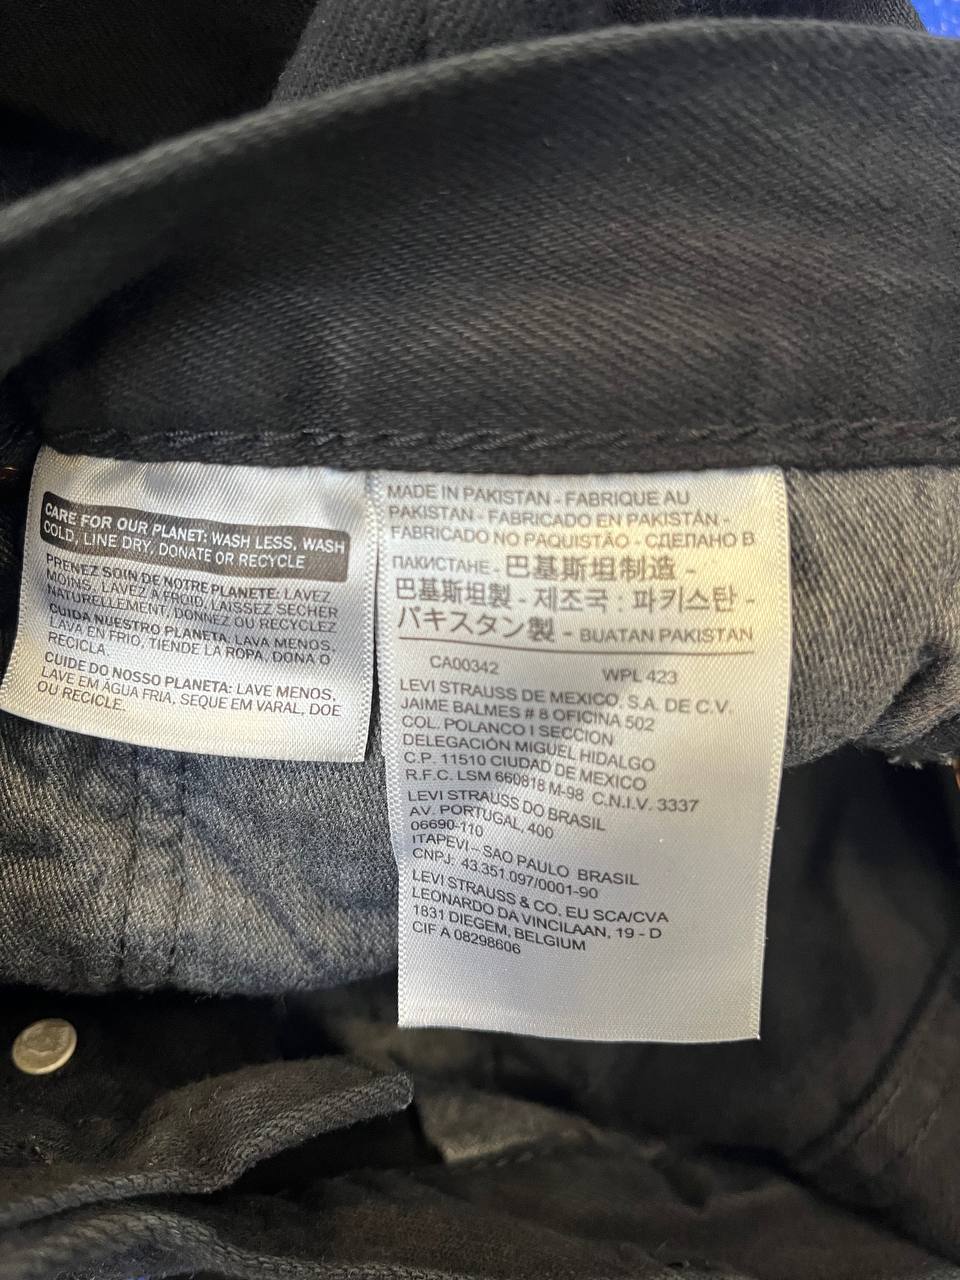 CARE FOR OUR PLANET: WASH LESS, WASH
COLD, LINE DRY, DONATE OR RECYCLE
PRENEZ SOIN DE NOTRE PLANETE: LAVEZ
MOINS, LAVEZ A FROID, LAISSEZ SECHER
NATURELLEMENT, DONNEZ OU RECYCLEZ
CUIDA NUESTRO PLANETA: LAVA MENOS,
LAVA EN FRIO, TIENDE LA ROPA, DONA O
RECICLA.
CUIDE DO NOSSO PLANETA: LAVE MENOS,
LAVE EM ÁGUA FRIA, SEQUE EM VARAL, DOE
OU RECICLE.
MADE IN PAKISTAN - FABRIQUE AU
PAKISTAN - FABRICADO EN PAKISTÁN -
FABRICADO NO PAQUISTÃO - СДЕПАНО В
ПАКИСТАНЕ - 巴基斯坦制造 -
巴基斯坦製 - 제조국 : 파키스탄 -
パキスタン製 - BUATAN PAKISTAN
CA00342 WPL 423
LEVI STRAUSS DE MEXICO, S.A. DE C.V.
JAIME BALMES # 8 OFICINA 502
COL. POLANCO I SECCION
DELEGACIÓN MIGUEL HIDALGO
C.P. 11510 CIUDAD DE MEXICO
R.F.C. LSM 660818 M-98 C.N.I.V. 3337
LEVI STRAUSS DO BRASIL
AV. PORTUGAL, 400
06690-110
ITAPEVI – SAO PAULO BRASIL
CNPJ: 43.351.097/0001-90
LEVI STRAUSS & CO. EU SCA/CVA
LEONARDO DA VINCILAAN, 19 - D
1831 DIEGEM, BELGIUM
CIF A 08298606